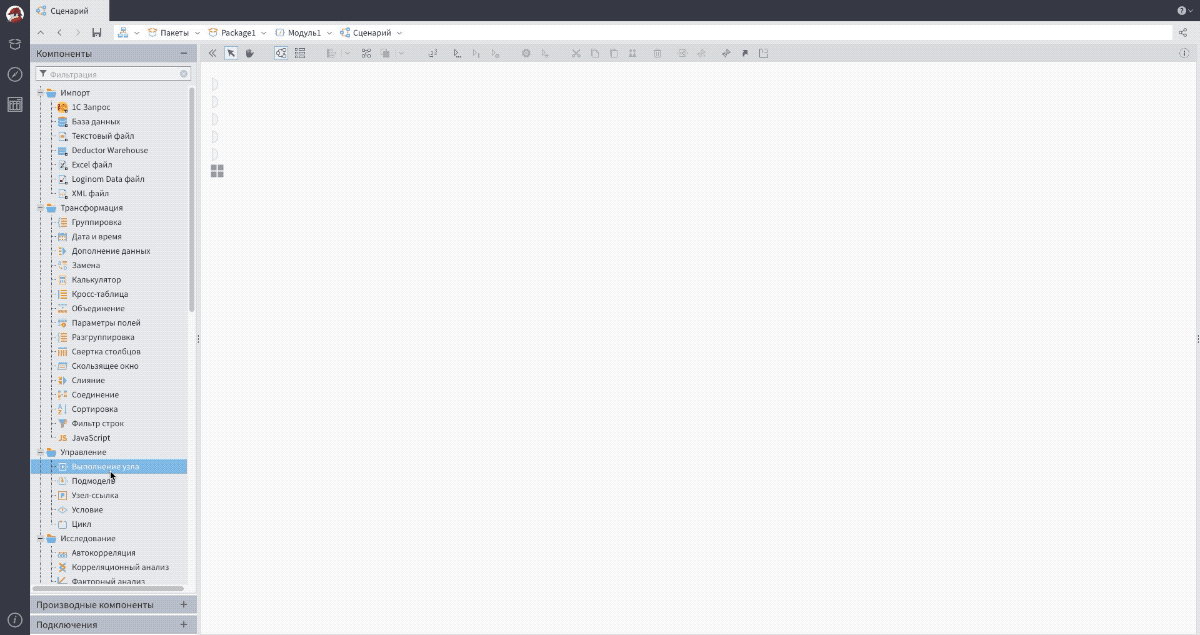 Сценарий
Пакеты
Package1
Модуль1
Сценарий
Компоненты
Фильтрация
Импорт
1С Запрос
База данных
Текстовый файл
Deductor Warehouse
Excel файл
Loginom Data файл
XML файл
Трансформация
Группировка
Дата и время
Дополнение данных
Замена
Калькулятор
Кросс-таблица
Объединение
Параметры полей
Разгруппировка
Свертка столбцов
Скользящее окно
Слияние
Соединение
Сортировка
Фильтр строк
JS JavaScript
Управление
Выполнение узла
Подмодель
Узел-ссылка
Условие
Цикл
Исследование
Автокорреляция
Корреляционный анализ
Факторный анализ
Производные компоненты
Подключения